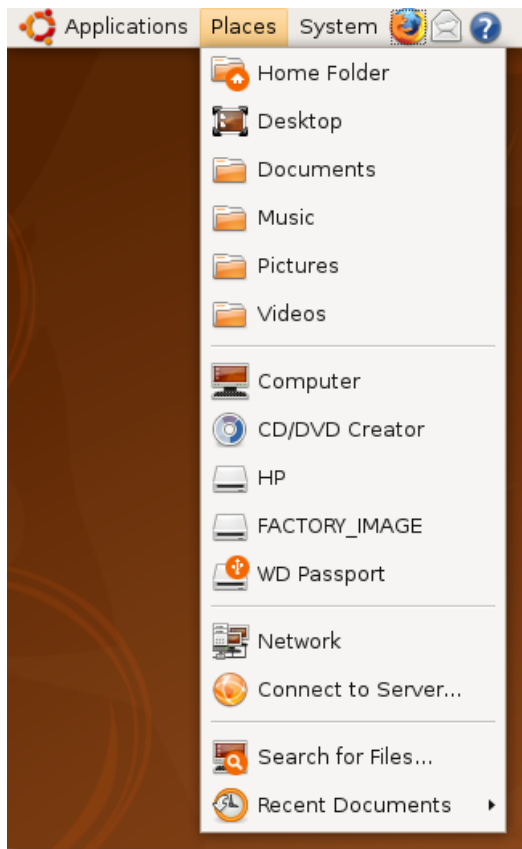 Applications Places System
Home Folder
Desktop
Documents
Music
Pictures
Videos
Computer
CD/DVD Creator
HP
FACTORY_IMAGE
WD Passport
Network
Connect to Server...
Search for Files...
Recent Documents